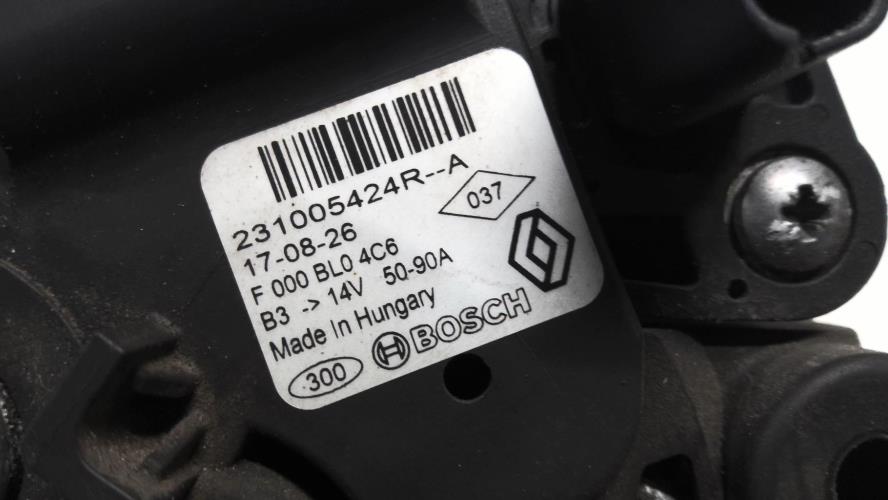 231005424R--A
17-08-26
037
F 000 BL0 4C6
B3 -> 14V 50-90A
Made In Hungary
300
BOSCH